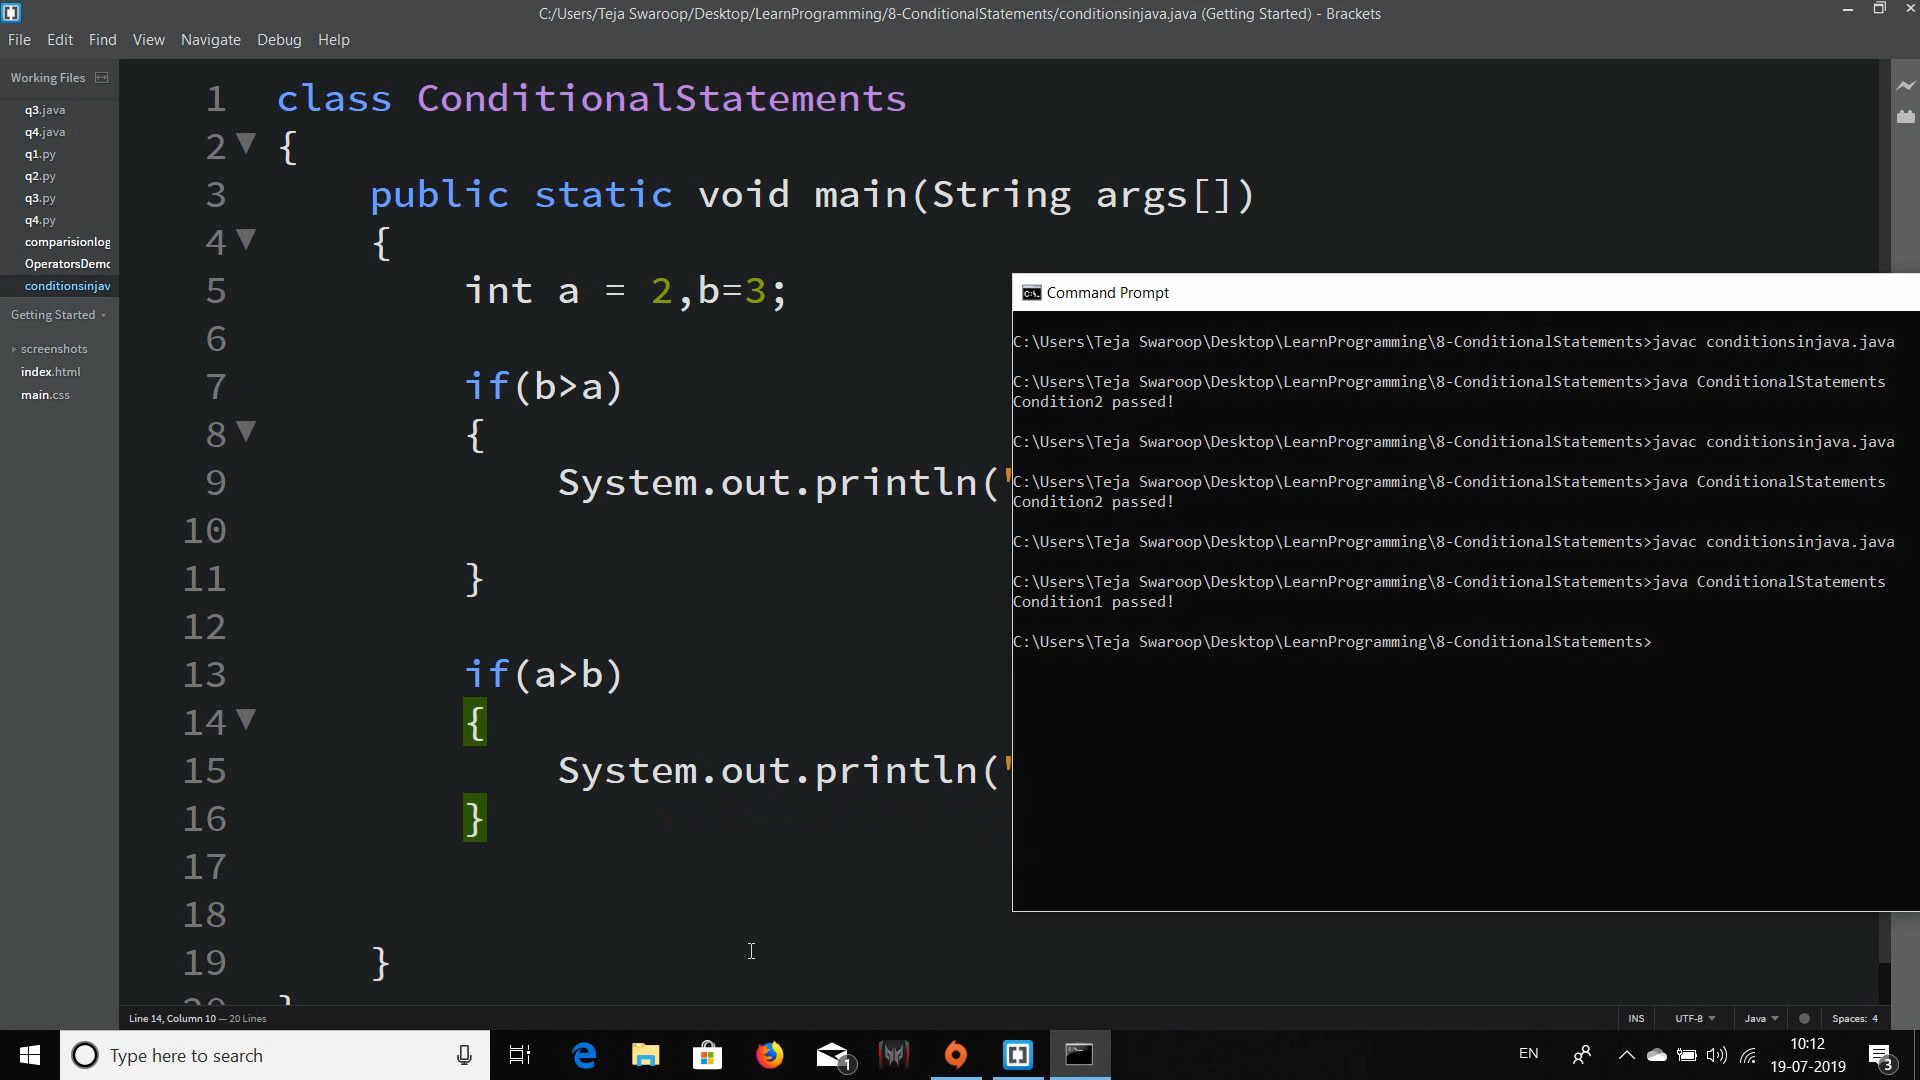 C:/Users/Teja Swaroop/Desktop/LearnProgramming/8-ConditionalStatements/conditionsinjava.java (Getting Started) - Brackets
File Edit Find View Navigate Debug Help
Working Files
q3.java
q4.java
q1.py
q2.py
q3.py
q4.py
comparisionlog
OperatorsDemo
conditionsinjav
Getting Started
screenshots
index.html
main.css
1 class ConditionalStatements
2 {
3 public static void main(String args[])
4 {
5 int a = 2,b=3;
6
7 if(b>a)
8 {
9 System.out.println("
10
11 }
12
13 if(a>b)
14 {
15 System.out.println("
16 }
17
18
19 }
20 }
Command Prompt
C:\Users\Teja Swaroop\Desktop\LearnProgramming\8-ConditionalStatements>javac conditionsinjava.java
C:\Users\Teja Swaroop\Desktop\LearnProgramming\8-ConditionalStatements>java ConditionalStatements
Condition2 passed!
C:\Users\Teja Swaroop\Desktop\LearnProgramming\8-ConditionalStatements>javac conditionsinjava.java
C:\Users\Teja Swaroop\Desktop\LearnProgramming\8-ConditionalStatements>java ConditionalStatements
Condition2 passed!
C:\Users\Teja Swaroop\Desktop\LearnProgramming\8-ConditionalStatements>javac conditionsinjava.java
C:\Users\Teja Swaroop\Desktop\LearnProgramming\8-ConditionalStatements>java ConditionalStatements
Condition1 passed!
C:\Users\Teja Swaroop\Desktop\LearnProgramming\8-ConditionalStatements>
Line 14, Column 10 — 20 Lines
INS UTF-8 Java Spaces: 4
Type here to search
1
EN
10:12
19-07-2019
3